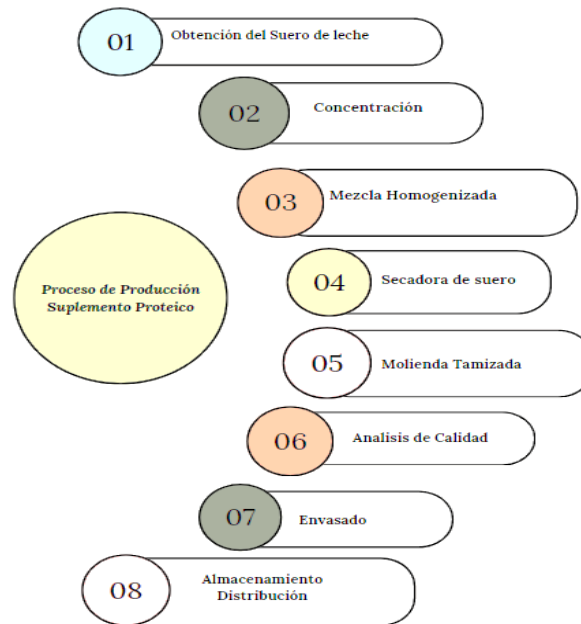 01
Obtención del Suero de leche
02
Concentración
03
Mezcla Homogenizada
Proceso de Producción
Suplemento Proteico
04
Secadora de suero
05
Molienda Tamizada
06
Analisis de Calidad
07
Envasado
08
Almacenamiento
Distribución